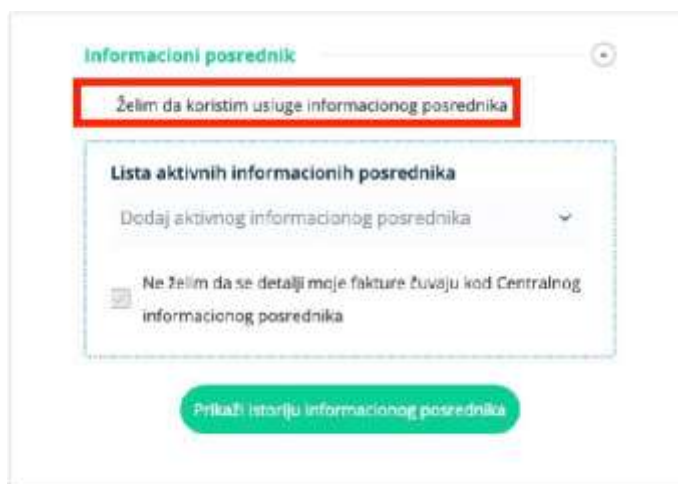 Informacioni posrednik
Želim da koristim usluge informacionog posrednika
Lista aktivnih informacionih posrednika
Dodaj aktivnog informacionog posrednika
Ne želim da se detalji moje fakture čuvaju kod Centralnog
informacionog posrednika
Prikaži istoriju informacionog posrednika